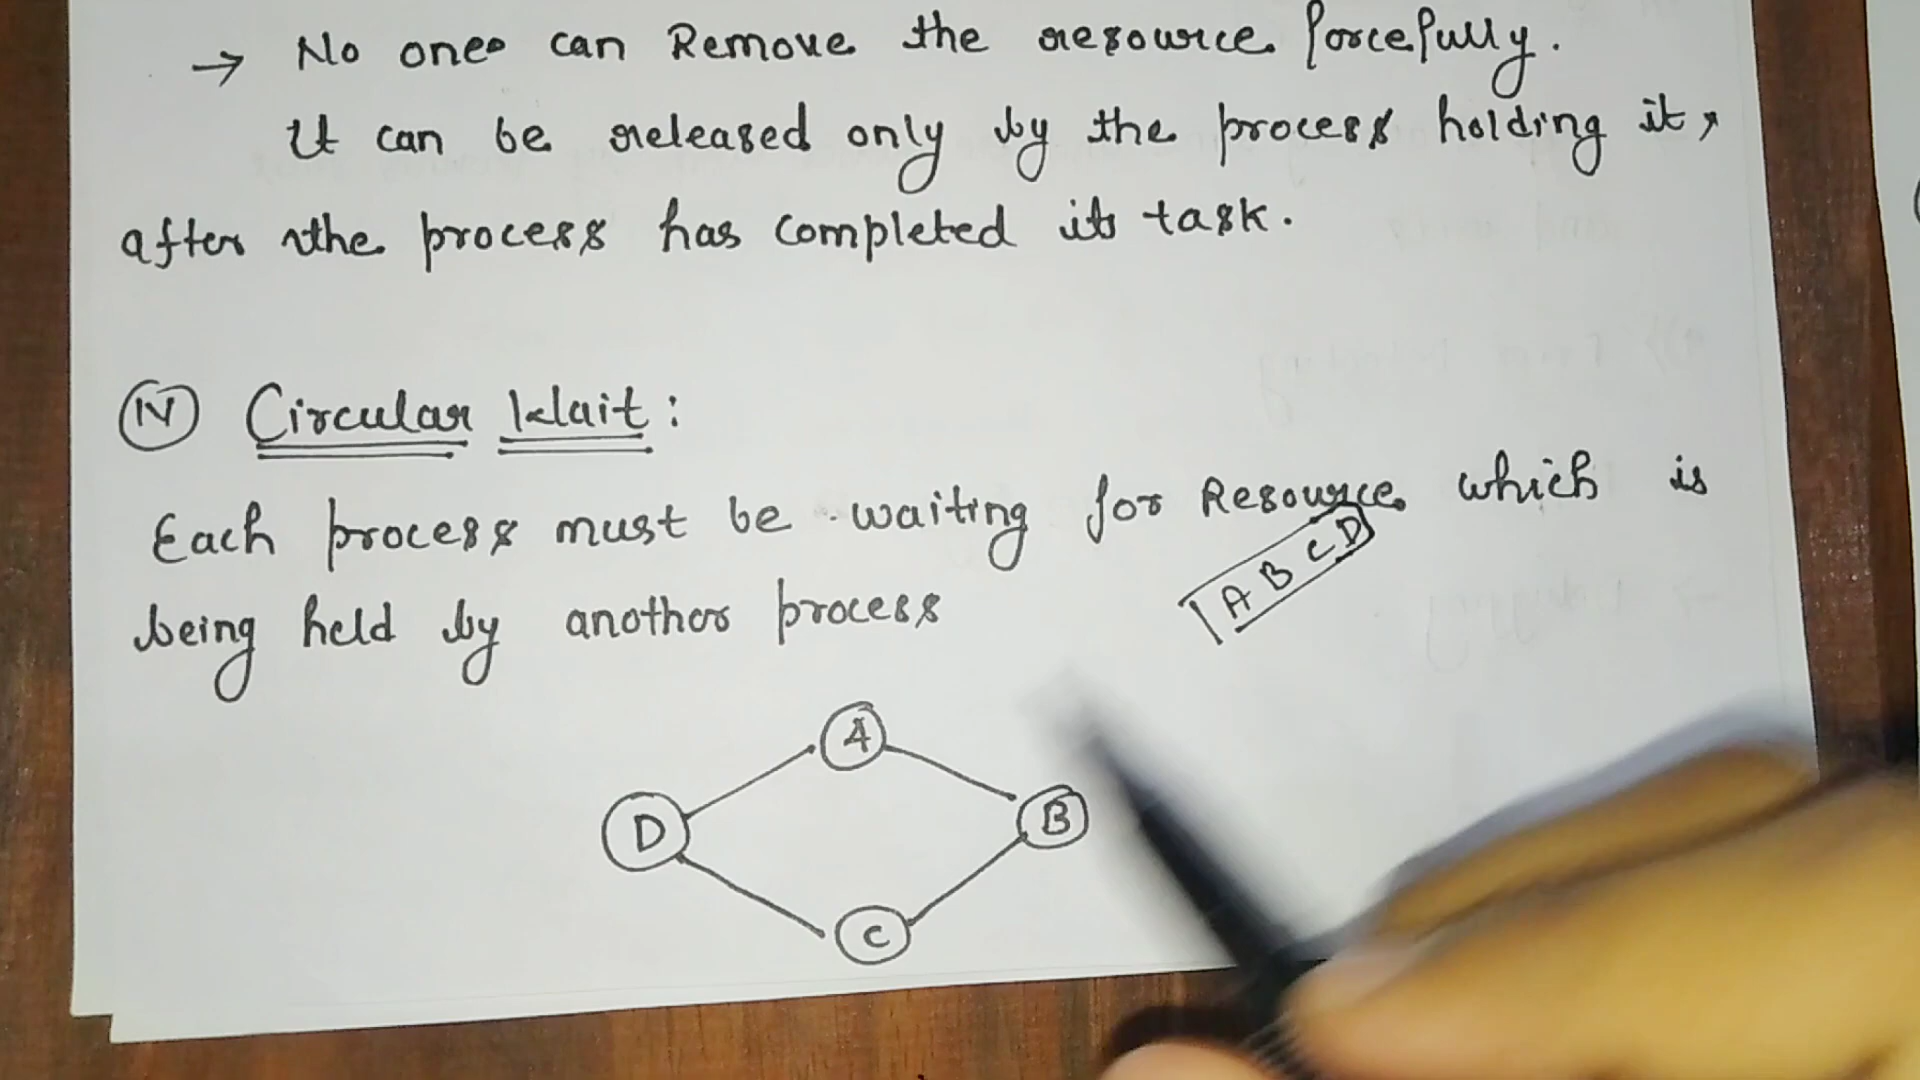 → No one can Remove the resource forcefully.
It can be released only by the process holding it,
after the process has completed its task.
IV Circular Wait:
Each process must be waiting for Resource which is
being held by another process
A B C D
A
D B
C